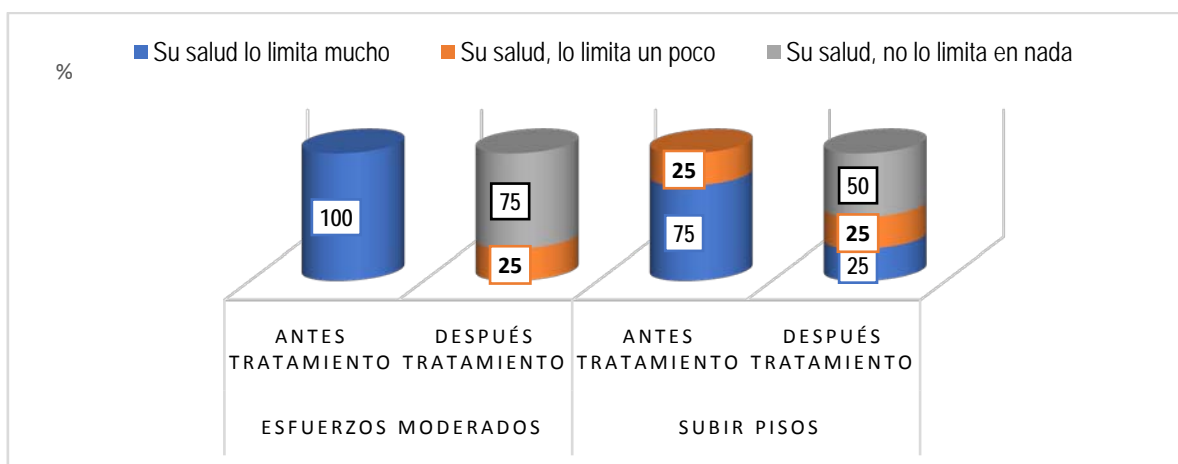 Su salud lo limita mucho Su salud, lo limita un poco Su salud, no lo limita en nada
%
100
75
25
25
75
50
25
25
ANTES TRATAMIENTO
DESPUÉS TRATAMIENTO
ANTES TRATAMIENTO
DESPUÉS TRATAMIENTO
ESFUERZOS MODERADOS
SUBIR PISOS